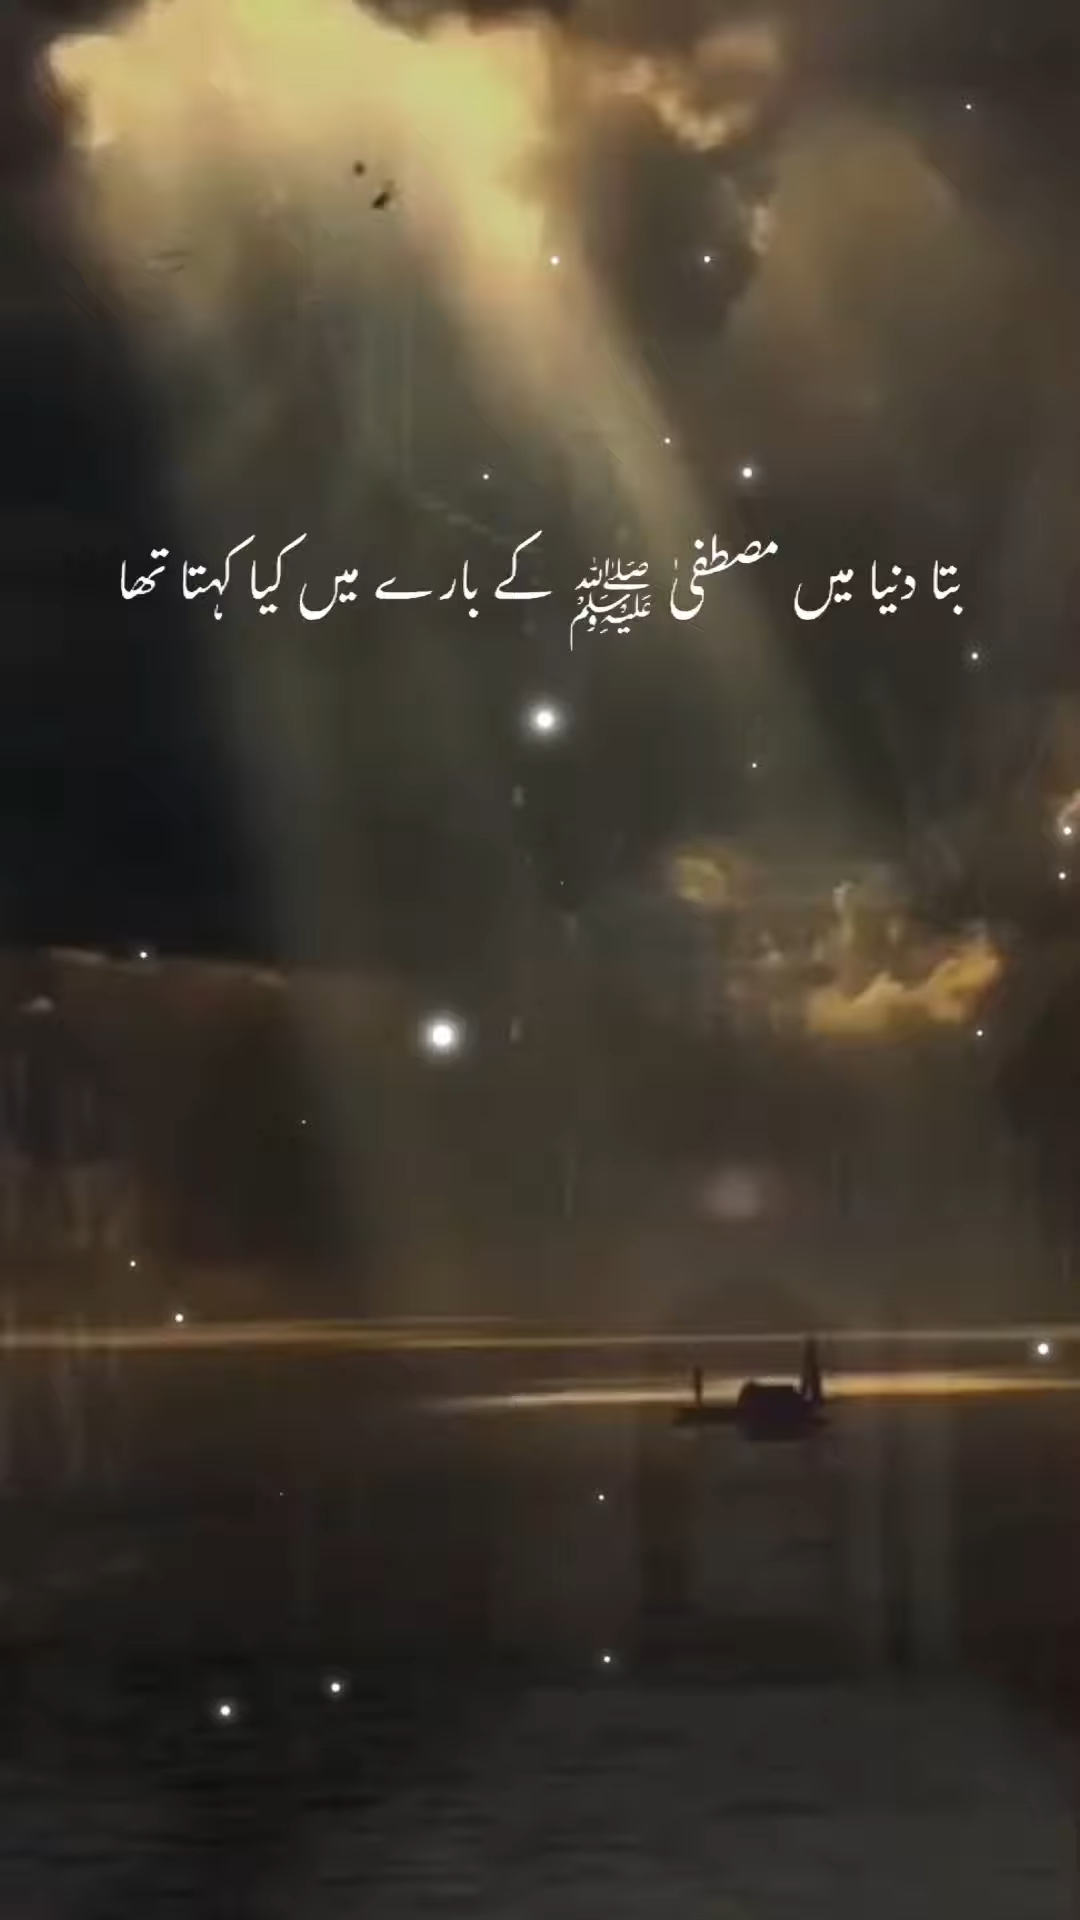 بتا دنیا میں مصطفیٰ ﷺ کے بارے میں کیا کہتا تھا